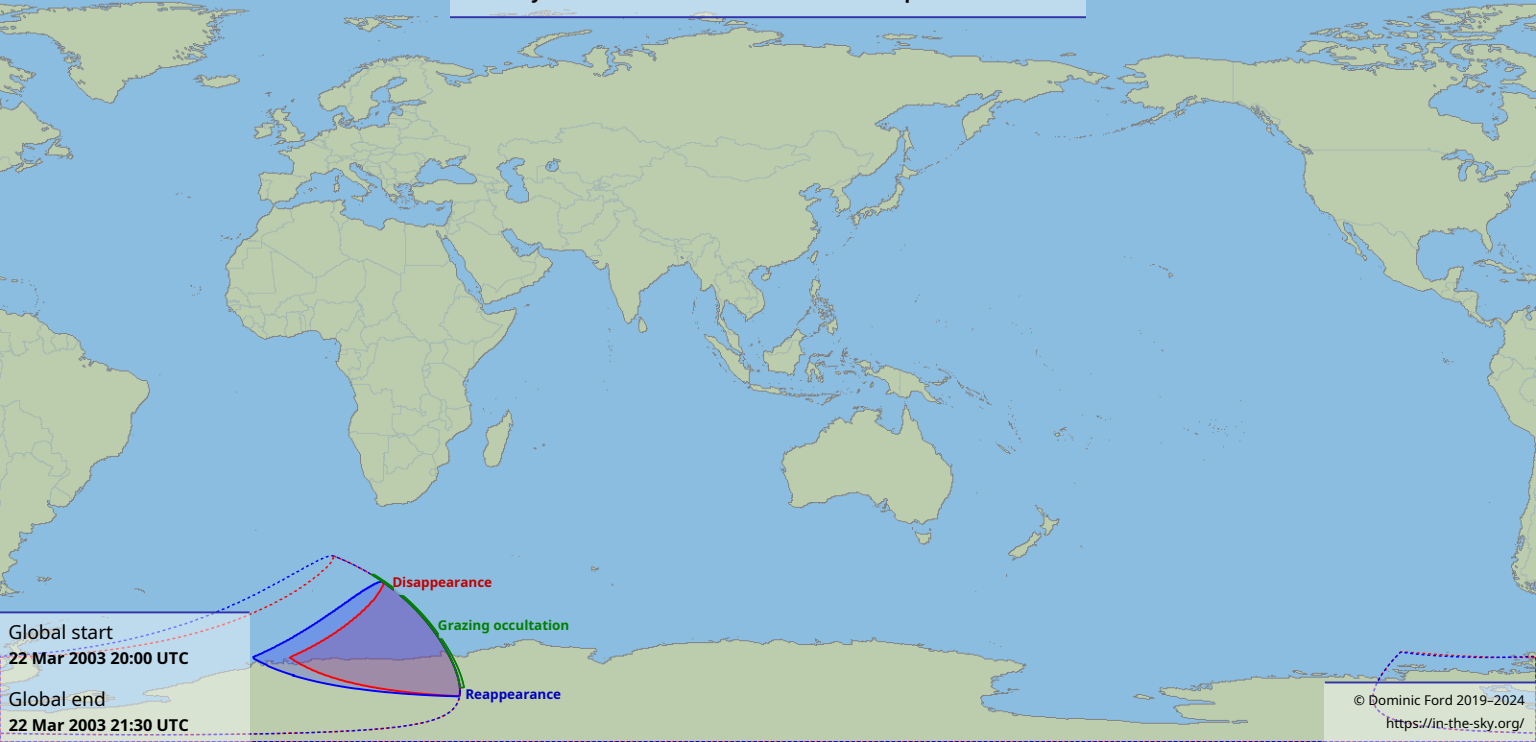 Disappearance
Grazing occultation
Reappearance
Global start
22 Mar 2003 20:00 UTC
Global end
22 Mar 2003 21:30 UTC
© Dominic Ford 2019–2024
https://in-the-sky.org/